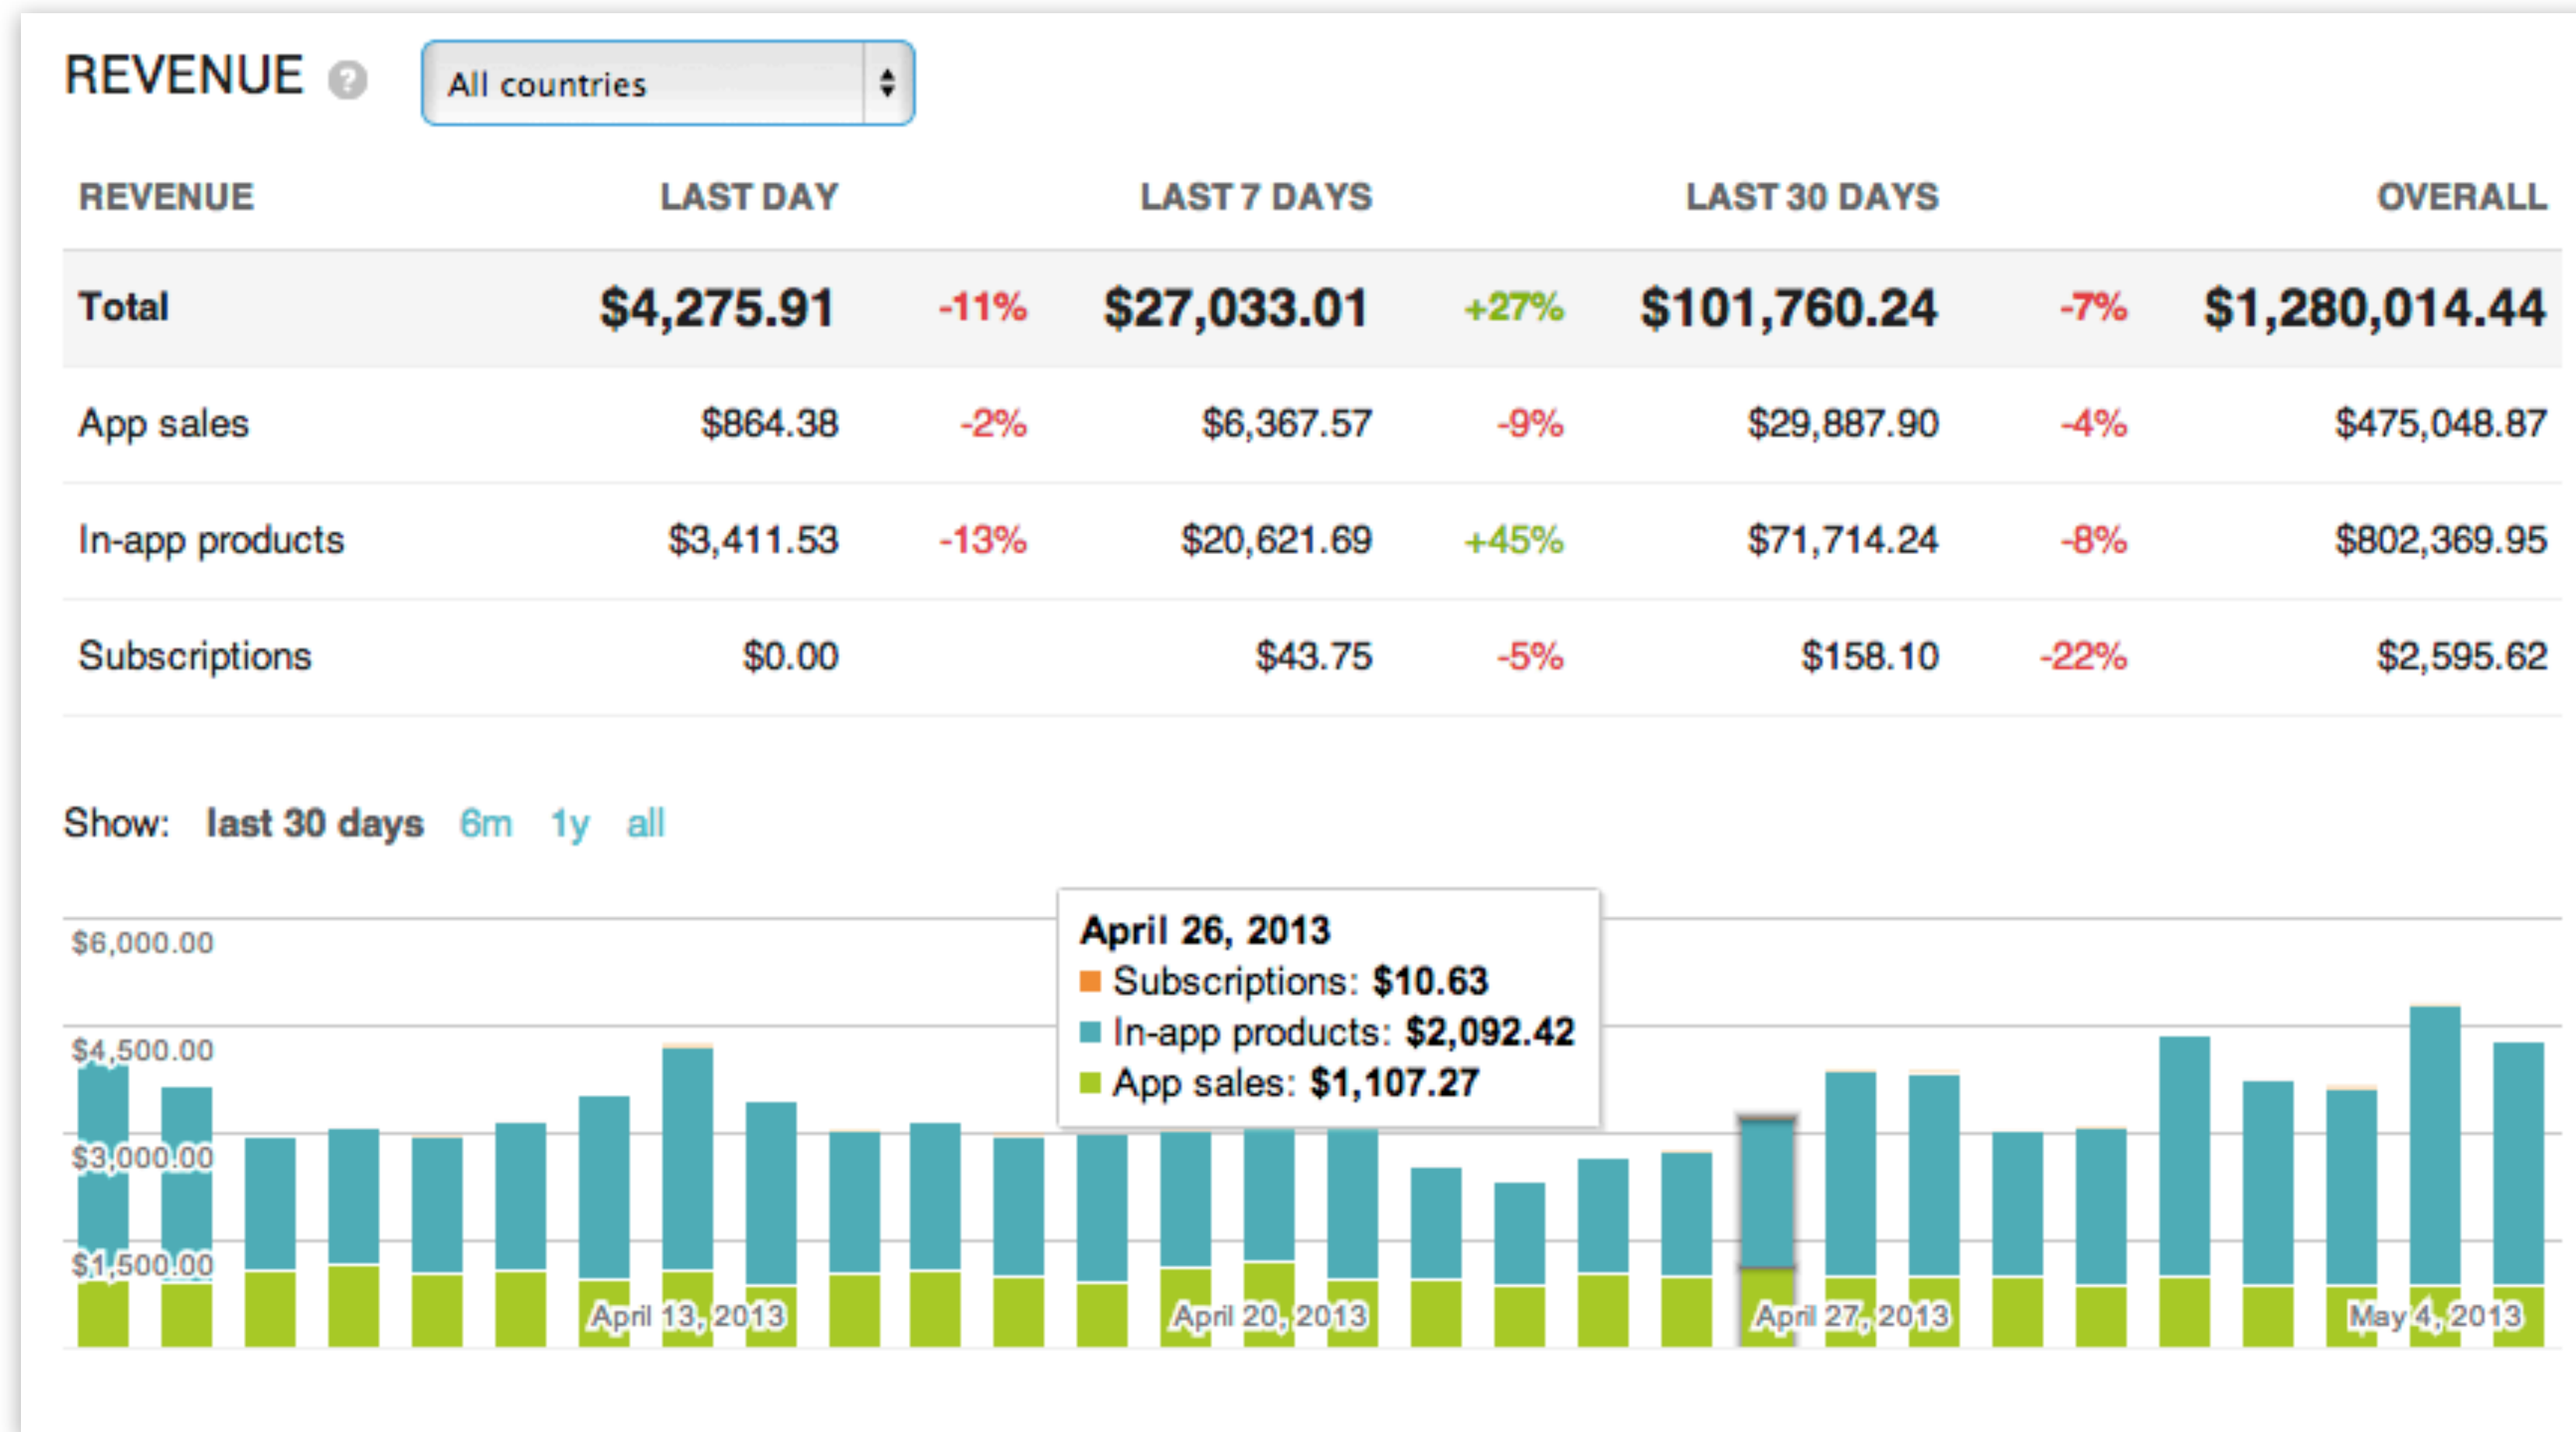 REVENUE ? All countries
REVENUE LAST DAY LAST 7 DAYS LAST 30 DAYS OVERALL
Total $4,275.91 -11% $27,033.01 +27% $101,760.24 -7% $1,280,014.44
App sales $864.38 -2% $6,367.57 -9% $29,887.90 -4% $475,048.87
In-app products $3,411.53 -13% $20,621.69 +45% $71,714.24 -8% $802,369.95
Subscriptions $0.00 $43.75 -5% $158.10 -22% $2,595.62
Show: last 30 days 6m 1y all
$6,000.00
$4,500.00
$3,000.00
$1,500.00
April 26, 2013
Subscriptions: $10.63
In-app products: $2,092.42
App sales: $1,107.27
April 13, 2013 April 20, 2013 April 27, 2013 May 4, 2013